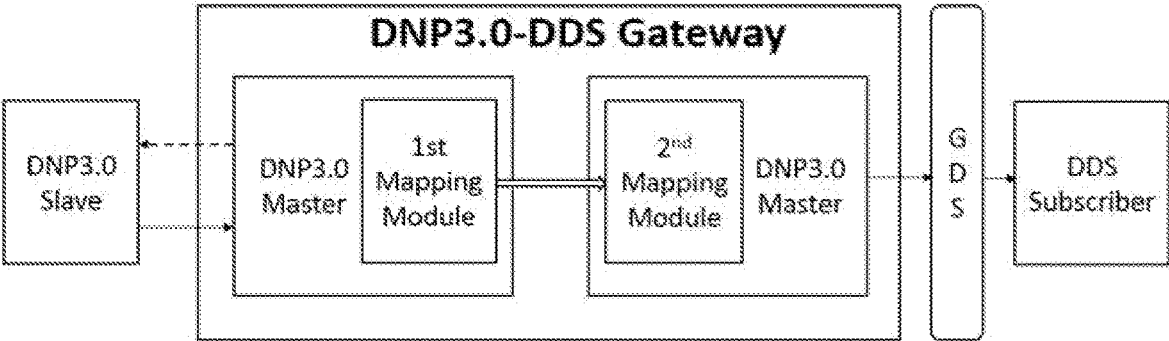 DNP3.0-DDS Gateway
DNP3.0
Slave
DNP3.0
Master
1st
Mapping
Module
2nd
Mapping
Module
DNP3.0
Master
G
D
S
DDS
Subscriber